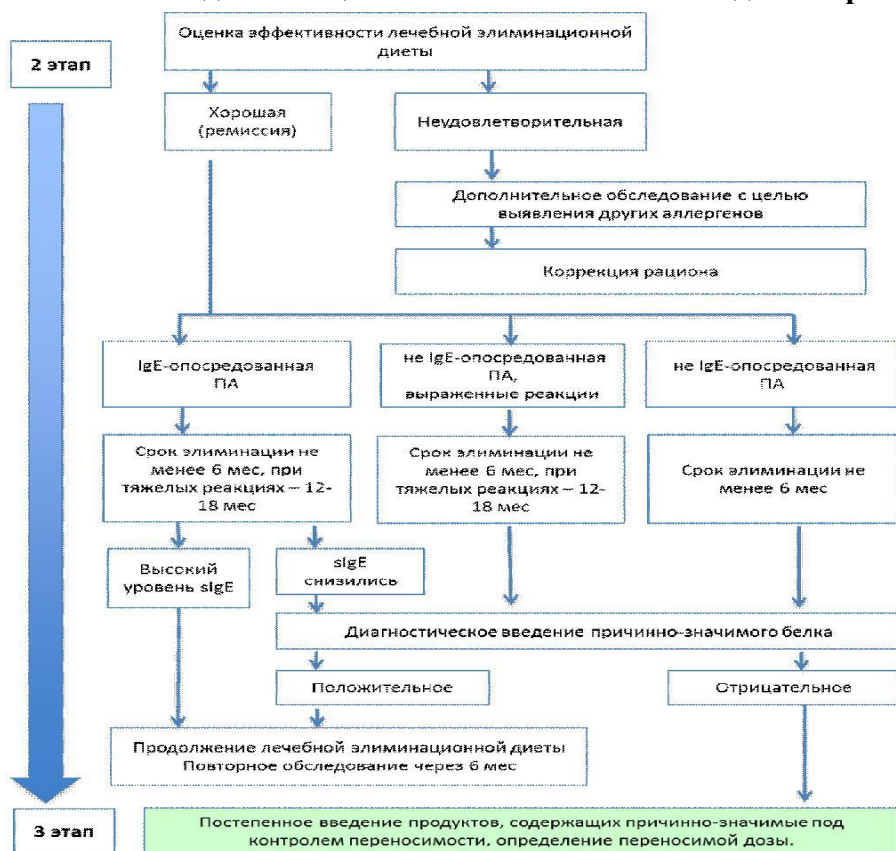 2 этап
Оценка эффективности лечебной элиминационной
диеты
Хорошая
(ремиссия)
Неудовлетворительная
Дополнительное обследование с целью
выявления других аллергенов
Коррекция рациона
IgE-опосредованная
ПА
не IgE-опосредованная
ПА,
выраженные реакции
не IgE-опосредованная
ПА
Срок элиминации не
менее 6 мес, при
тяжелых реакциях – 12-
18 мес
Срок элиминации не
менее 6 мес, при
тяжелых реакциях – 12-
18 мес
Срок элиминации не
менее 6 мес
Высокий
уровень sIgE
sIgE
снизились
Диагностическое введение причинно-значимого белка
Положительное
Отрицательное
Продолжение лечебной элиминационной диеты
Повторное обследование через 6 мес
3 этап
Постепенное введение продуктов, содержащих причинно-значимые под
контролем переносимости, определение переносимой дозы.